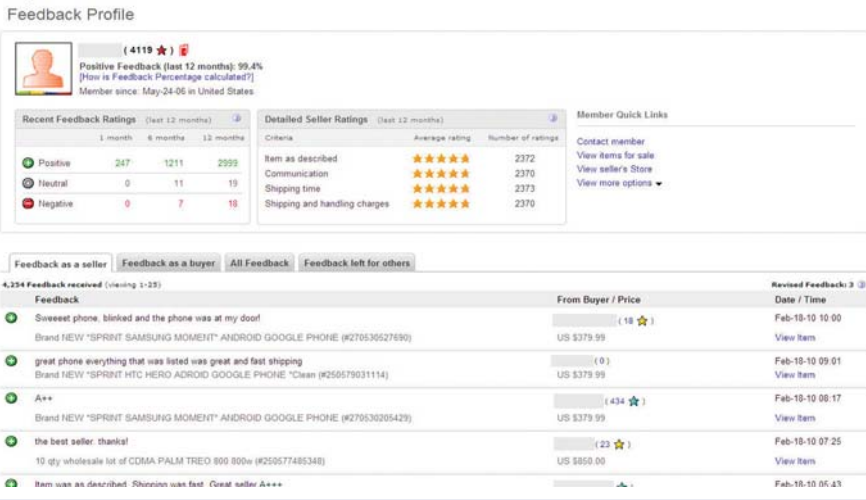 Feedback Profile
( 4119 )
Positive Feedback (last 12 months): 99.4%
[How is Feedback Percentage calculated?]
Member since: May-24-06 in United States
Recent Feedback Ratings (last 12 months)
1 month 6 months 12 months
Positive 247 1211 2999
Neutral 0 11 19
Negative 0 7 18
Detailed Seller Ratings (last 12 months)
Criteria Average rating Number of ratings
Item as described 2372
Communication 2370
Shipping time 2373
Shipping and handling charges 2370
Member Quick Links
Contact member
View items for sale
View seller's Store
View more options
Feedback as a seller Feedback as a buyer All Feedback Feedback left for others
4,254 Feedback received (viewing 1-25) Revised Feedback: 3
Feedback From Buyer / Price Date / Time
Sweeeet phone, blinked and the phone was at my door! (18) Feb-18-10 10:00
Brand NEW "SPRINT SAMSUNG MOMENT" ANDROID GOOGLE PHONE (#270530527690) US $379.99 View Item
great phone everything that was listed was great and fast shipping (0) Feb-18-10 09:01
Brand NEW "SPRINT HTC HERO ADROID GOOGLE PHONE "Clean (#250579031114) US $379.99 View Item
A++ (434) Feb-18-10 08:17
Brand NEW "SPRINT SAMSUNG MOMENT" ANDROID GOOGLE PHONE (#270530205429) US $379.99 View Item
the best seller. thanks! (23) Feb-18-10 07:25
10 qty wholesale lot of CDMA PALM TREO 800 800w (#250577485348) US $850.00 View Item
Item was as described. Shipping was fast. Great seller A+++ Feb-18-10 05:43